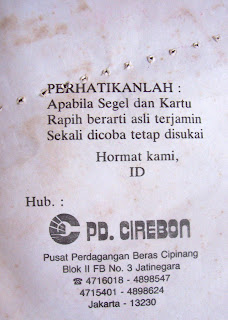 PERHATIKANLAH :
Apabila Segel dan Kartu
Rapih berarti asli terjamin
Sekali dicoba tetap disukai
Hormat kami,
ID
Hub. :
PD. CIREBON
Pusat Perdagangan Beras Cipinang
Blok II FB No. 3 Jatinegara
☎ 4716018 - 4898547
4715401 - 4898624
Jakarta - 13230